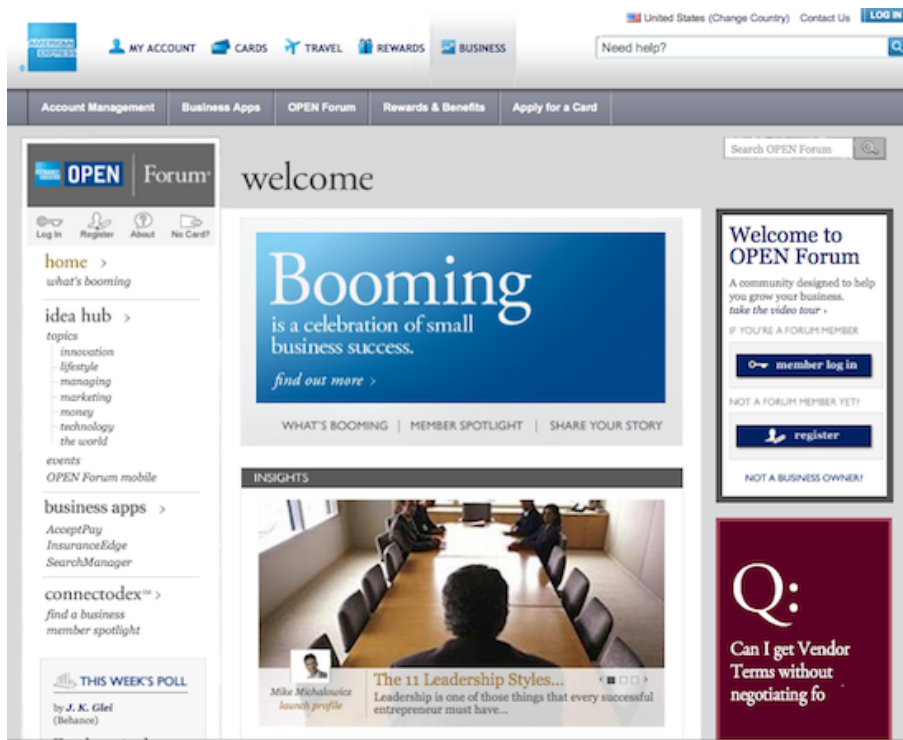 United States (Change Country) Contact Us LOG IN
AMERICAN EXPRESS
MY ACCOUNT CARDS TRAVEL REWARDS BUSINESS
Need help?
Account Management Business Apps OPEN Forum Rewards & Benefits Apply for a Card
Search OPEN Forum
OPEN Forum
welcome
Log In Register About No Card?
home >
what's booming
idea hub >
topics
innovation
lifestyle
managing
marketing
money
technology
the world
events
OPEN Forum mobile
business apps >
AcceptPay
InsuranceEdge
SearchManager
connectodex℠ >
find a business
member spotlight
THIS WEEK'S POLL
by J. K. Glei
(Behance)
Booming
is a celebration of small
business success.
find out more >
WHAT'S BOOMING | MEMBER SPOTLIGHT | SHARE YOUR STORY
INSIGHTS
Mike Michalowicz
launch profile
The 11 Leadership Styles...
Leadership is one of those things that every successful
entrepreneur must have...
Welcome to
OPEN Forum
A community designed to help
you grow your business.
take the video tour ›
IF YOU'RE A FORUM MEMBER
member log in
NOT A FORUM MEMBER YET?
register
NOT A BUSINESS OWNER?
Q:
Can I get Vendor
Terms without
negotiating fo